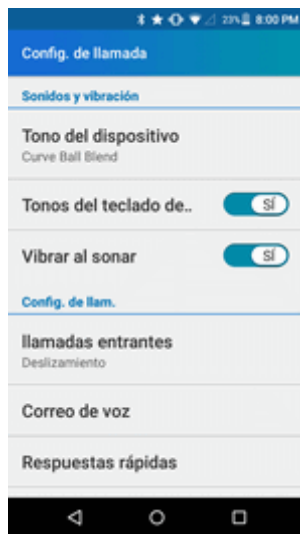 23% 8:00 PM
Config. de llamada
Sonidos y vibración
Tono del dispositivo
Curve Ball Blend
Tonos del teclado de..
SÍ
Vibrar al sonar
SÍ
Config. de llam.
llamadas entrantes
Deslizamiento
Correo de voz
Respuestas rápidas